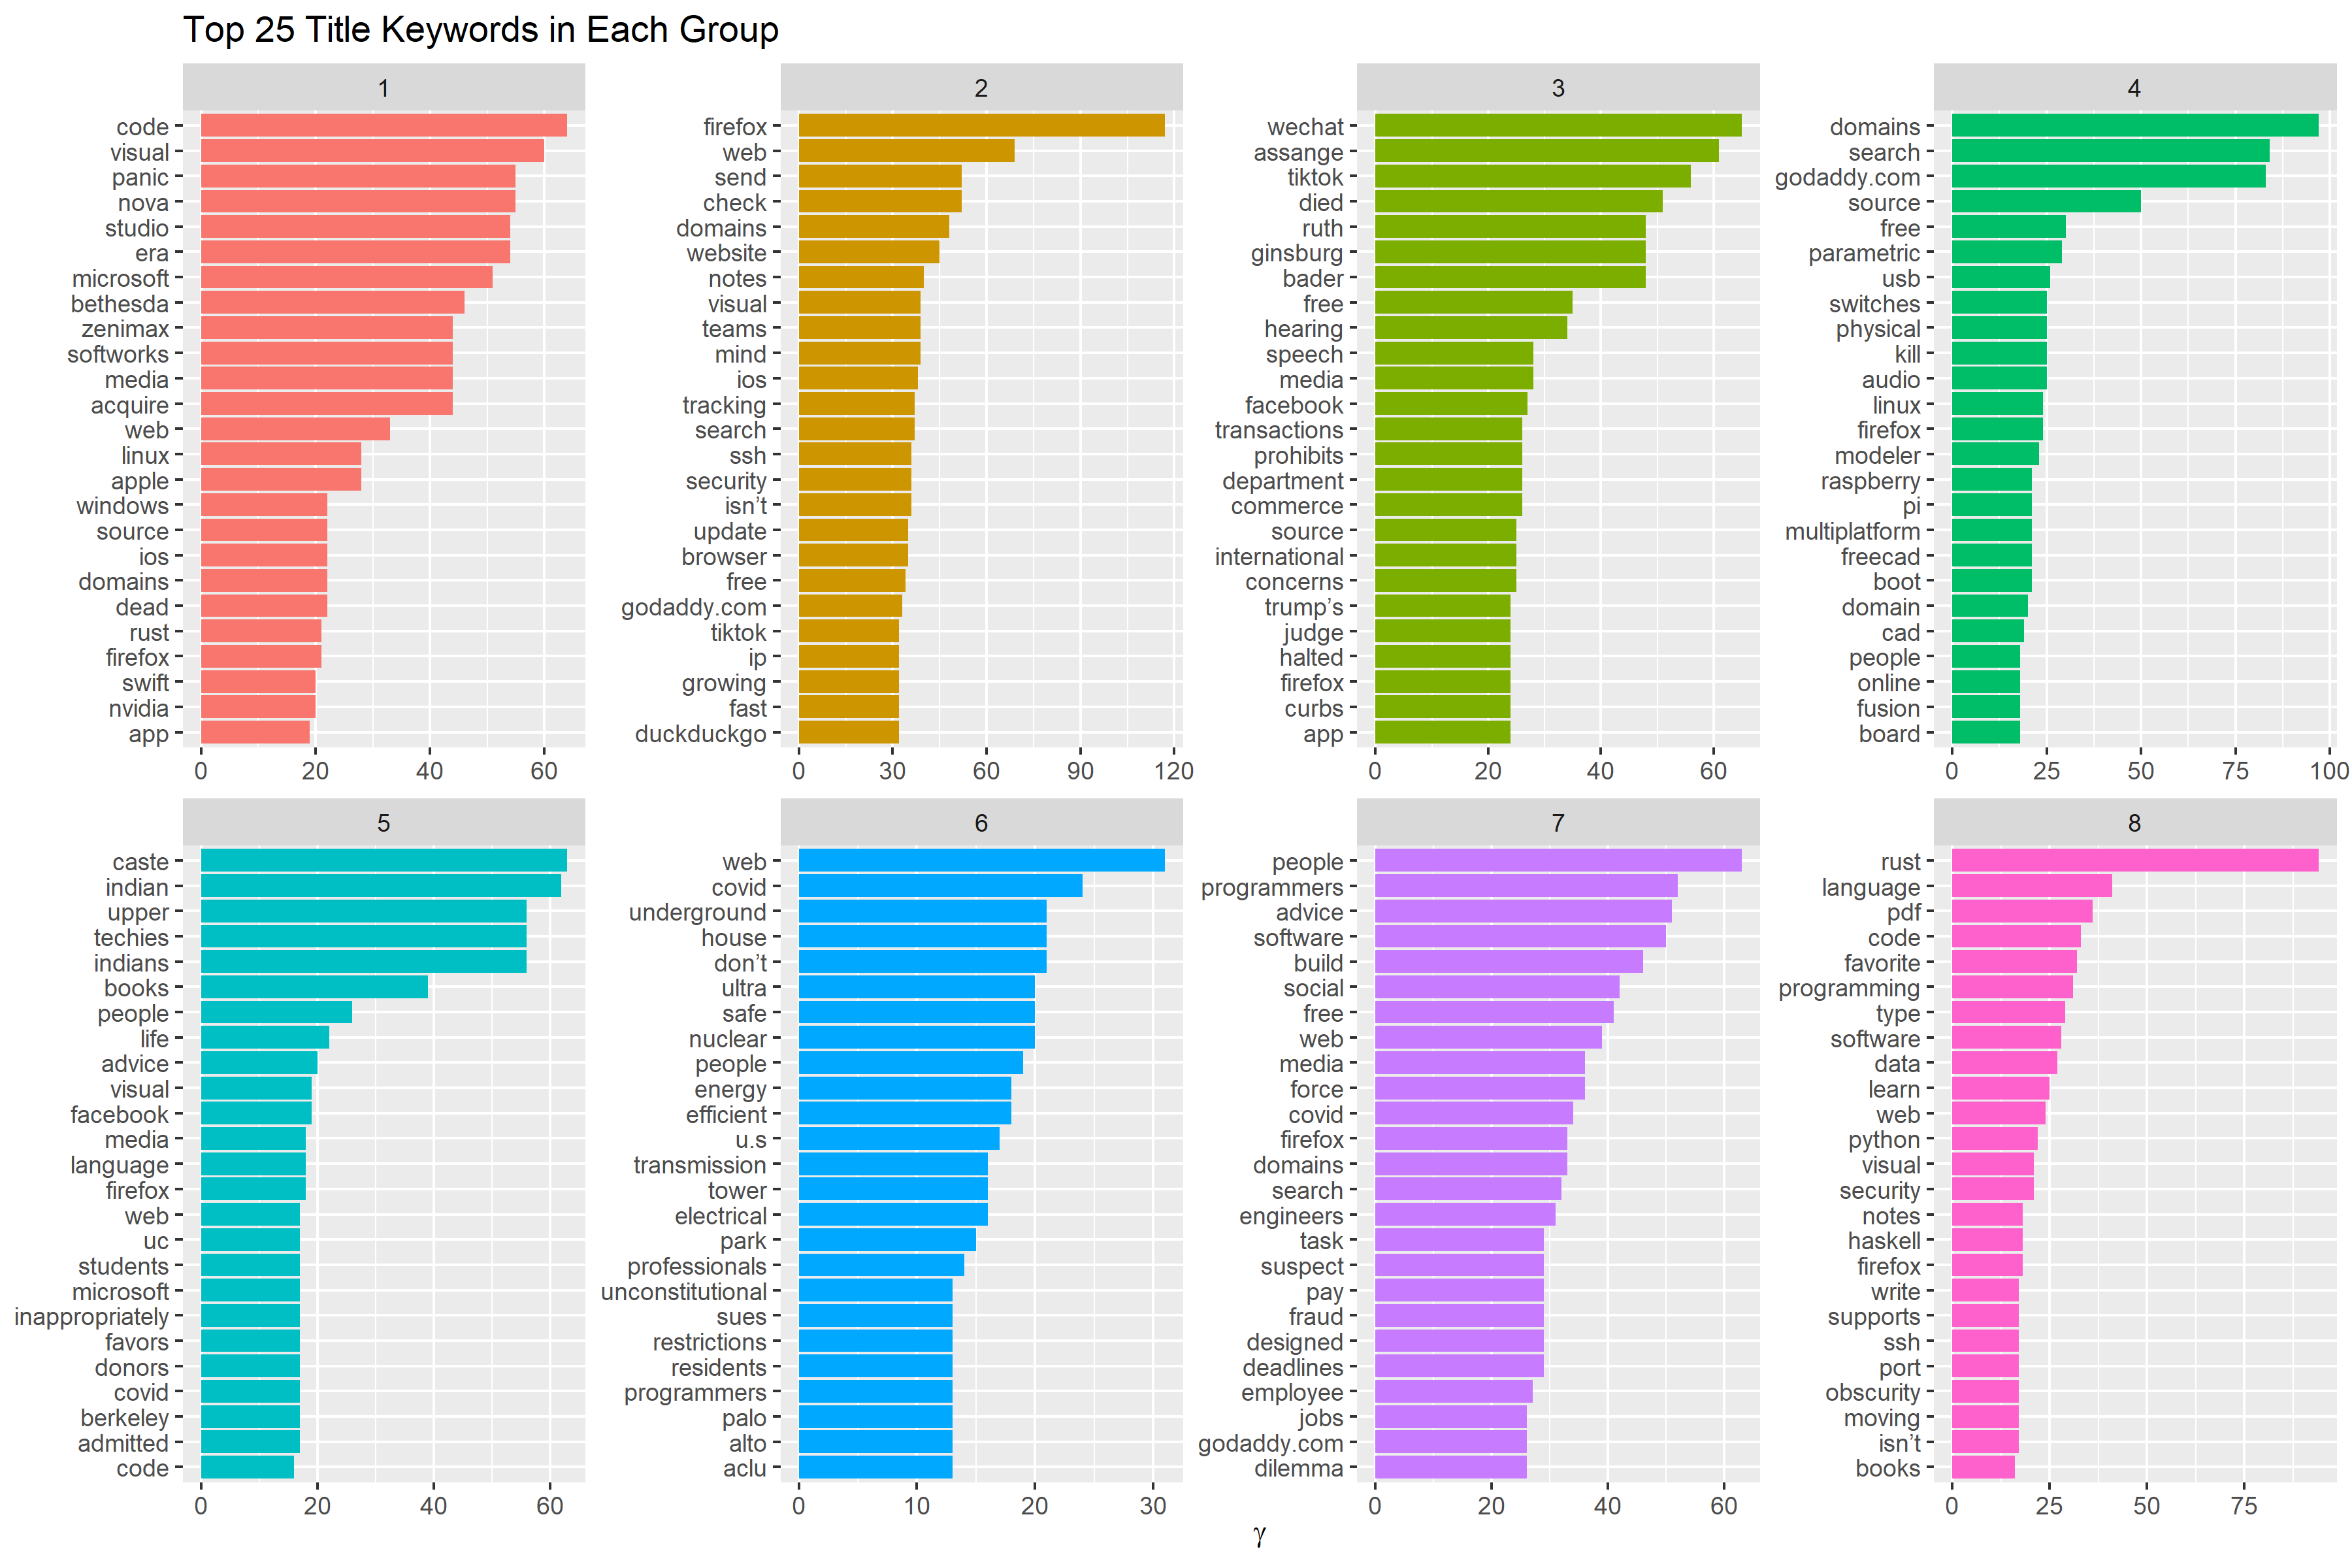 Top 25 Title Keywords in Each Group
1
code
visual
panic
nova
studio
era
microsoft
bethesda
zenimax
softworks
media
acquire
web
linux
apple
windows
source
ios
domains
dead
rust
firefox
swift
nvidia
app
0 20 40 60
2
firefox
web
send
check
domains
website
notes
visual
teams
mind
ios
tracking
search
ssh
security
isn’t
update
browser
free
godaddy.com
tiktok
ip
growing
fast
duckduckgo
0 30 60 90 120
3
wechat
assange
tiktok
died
ruth
ginsburg
bader
free
hearing
speech
media
facebook
transactions
prohibits
department
commerce
source
international
concerns
trump’s
judge
halted
firefox
curbs
app
0 20 40 60
4
domains
search
godaddy.com
source
free
parametric
usb
switches
physical
kill
audio
linux
firefox
modeler
raspberry
pi
multiplatform
freecad
boot
domain
cad
people
online
fusion
board
0 25 50 75 100
5
caste
indian
upper
techies
indians
books
people
life
advice
visual
facebook
media
language
firefox
web
uc
students
microsoft
inappropriately
favors
donors
covid
berkeley
admitted
code
0 20 40 60
6
web
covid
underground
house
don’t
ultra
safe
nuclear
people
energy
efficient
u.s
transmission
tower
electrical
park
professionals
unconstitutional
sues
restrictions
residents
programmers
palo
alto
aclu
0 10 20 30
7
people
programmers
advice
software
build
social
free
web
media
force
covid
firefox
domains
search
engineers
task
suspect
pay
fraud
designed
deadlines
employee
jobs
godaddy.com
dilemma
0 20 40 60
8
rust
language
pdf
code
favorite
programming
type
software
data
learn
web
python
visual
security
notes
haskell
firefox
write
supports
ssh
port
obscurity
moving
isn’t
books
0 25 50 75
γ